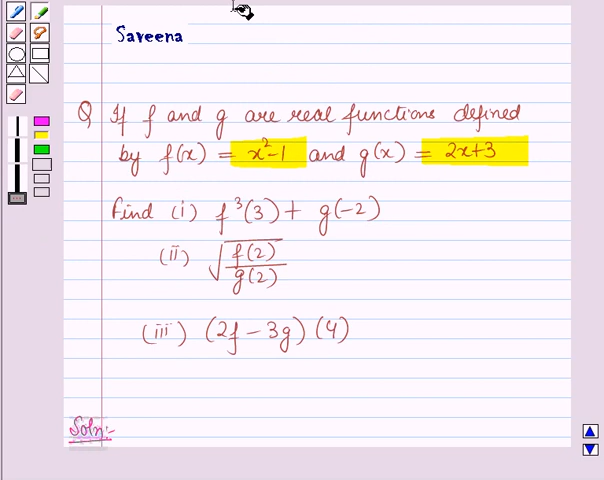 Saveena
Q If f and g are real functions defined
by f(x) = x²-1 and g(x) = 2x+3
Find (i) f³(3) + g(-2)
(ii) √(f(2)/g(2))
(iii) (2f - 3g) (4)
Soln:-